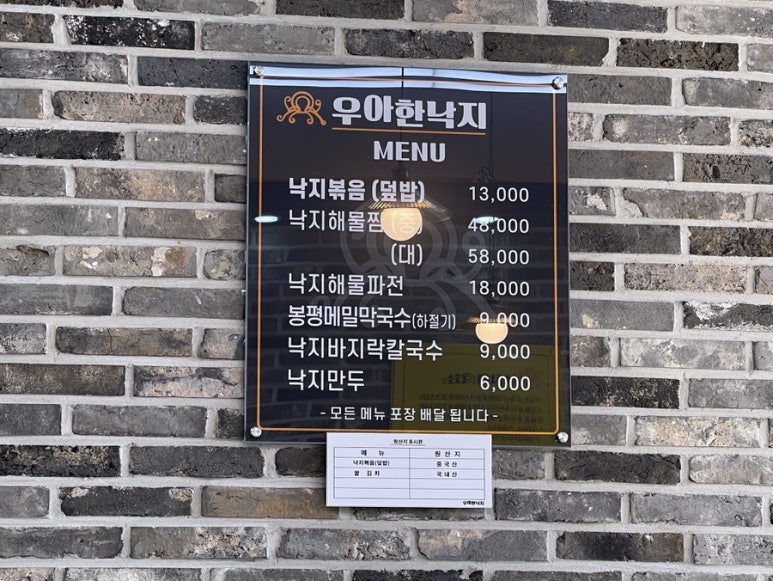 우아한낙지
MENU
낙지볶음 (덮밥) 13,000
낙지해물찜 (중) 48,000
(대) 58,000
낙지해물파전 18,000
봉평메밀막국수(하절기) 9,000
낙지바지락칼국수 9,000
낙지만두 6,000
- 모든 메뉴 포장 배달 됩니다 -
원산지 표시판
메 뉴 원 산 지
낙지볶음(덮밥) 중국산
쌀 김치 국내산
우아한낙지